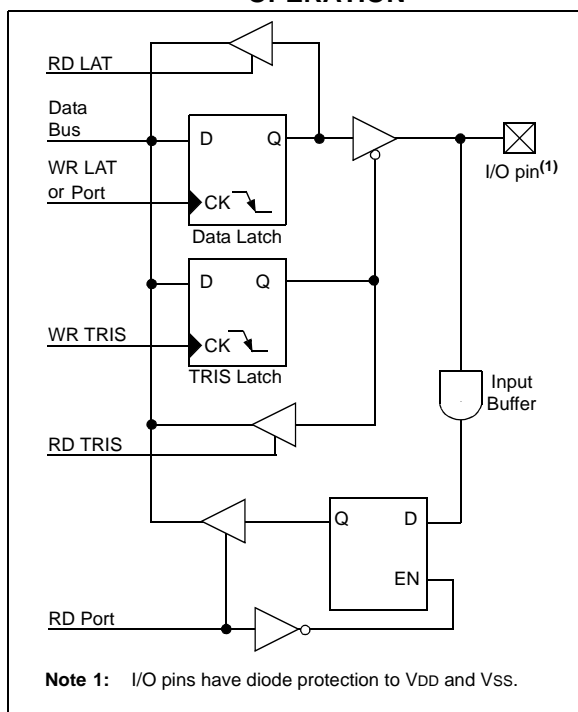 OPERATION
RD LAT
Data
Bus
WR LAT
or Port
D
Q
CK
Data Latch
I/O pin(1)
D
Q
CK
TRIS Latch
WR TRIS
Input
Buffer
RD TRIS
Q
D
EN
RD Port
Note 1: I/O pins have diode protection to VDD and VSS.